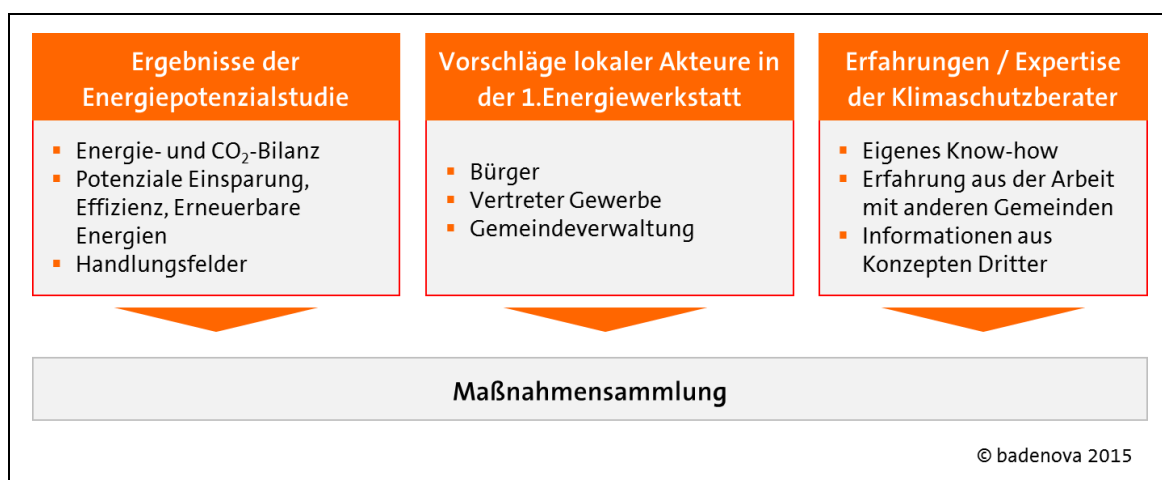 Ergebnisse der
Energiepotenzialstudie
▪ Energie- und CO₂-Bilanz
▪ Potenziale Einsparung,
Effizienz, Erneuerbare
Energien
▪ Handlungsfelder
Vorschläge lokaler Akteure in
der 1.Energiewerkstatt
▪ Bürger
▪ Vertreter Gewerbe
▪ Gemeindeverwaltung
Erfahrungen / Expertise
der Klimaschutzberater
▪ Eigenes Know-how
▪ Erfahrung aus der Arbeit
mit anderen Gemeinden
▪ Informationen aus
Konzepten Dritter
Maßnahmensammlung
© badenova 2015